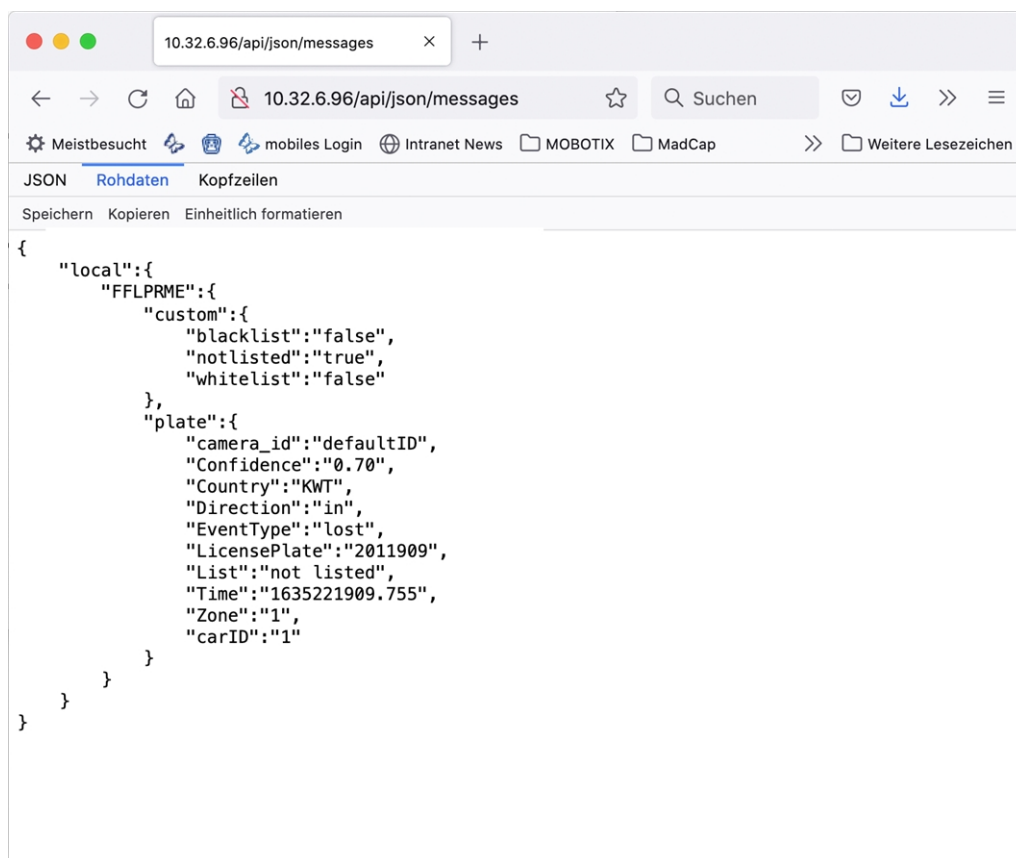 10.32.6.96/api/json/messages
10.32.6.96/api/json/messages
Suchen
Meistbesucht mobiles Login Intranet News MOBOTIX MadCap Weitere Lesezeichen
JSON Rohdaten Kopfzeilen
Speichern Kopieren Einheitlich formatieren
{
    "local":{
        "FFLPRME":{
            "custom":{
                "blacklist":"false",
                "notlisted":"true",
                "whitelist":"false"
            },
            "plate":{
                "camera_id":"defaultID",
                "Confidence":"0.70",
                "Country":"KWT",
                "Direction":"in",
                "EventType":"lost",
                "LicensePlate":"2011909",
                "List":"not listed",
                "Time":"1635221909.755",
                "Zone":"1",
                "carID":"1"
            }
        }
    }
}